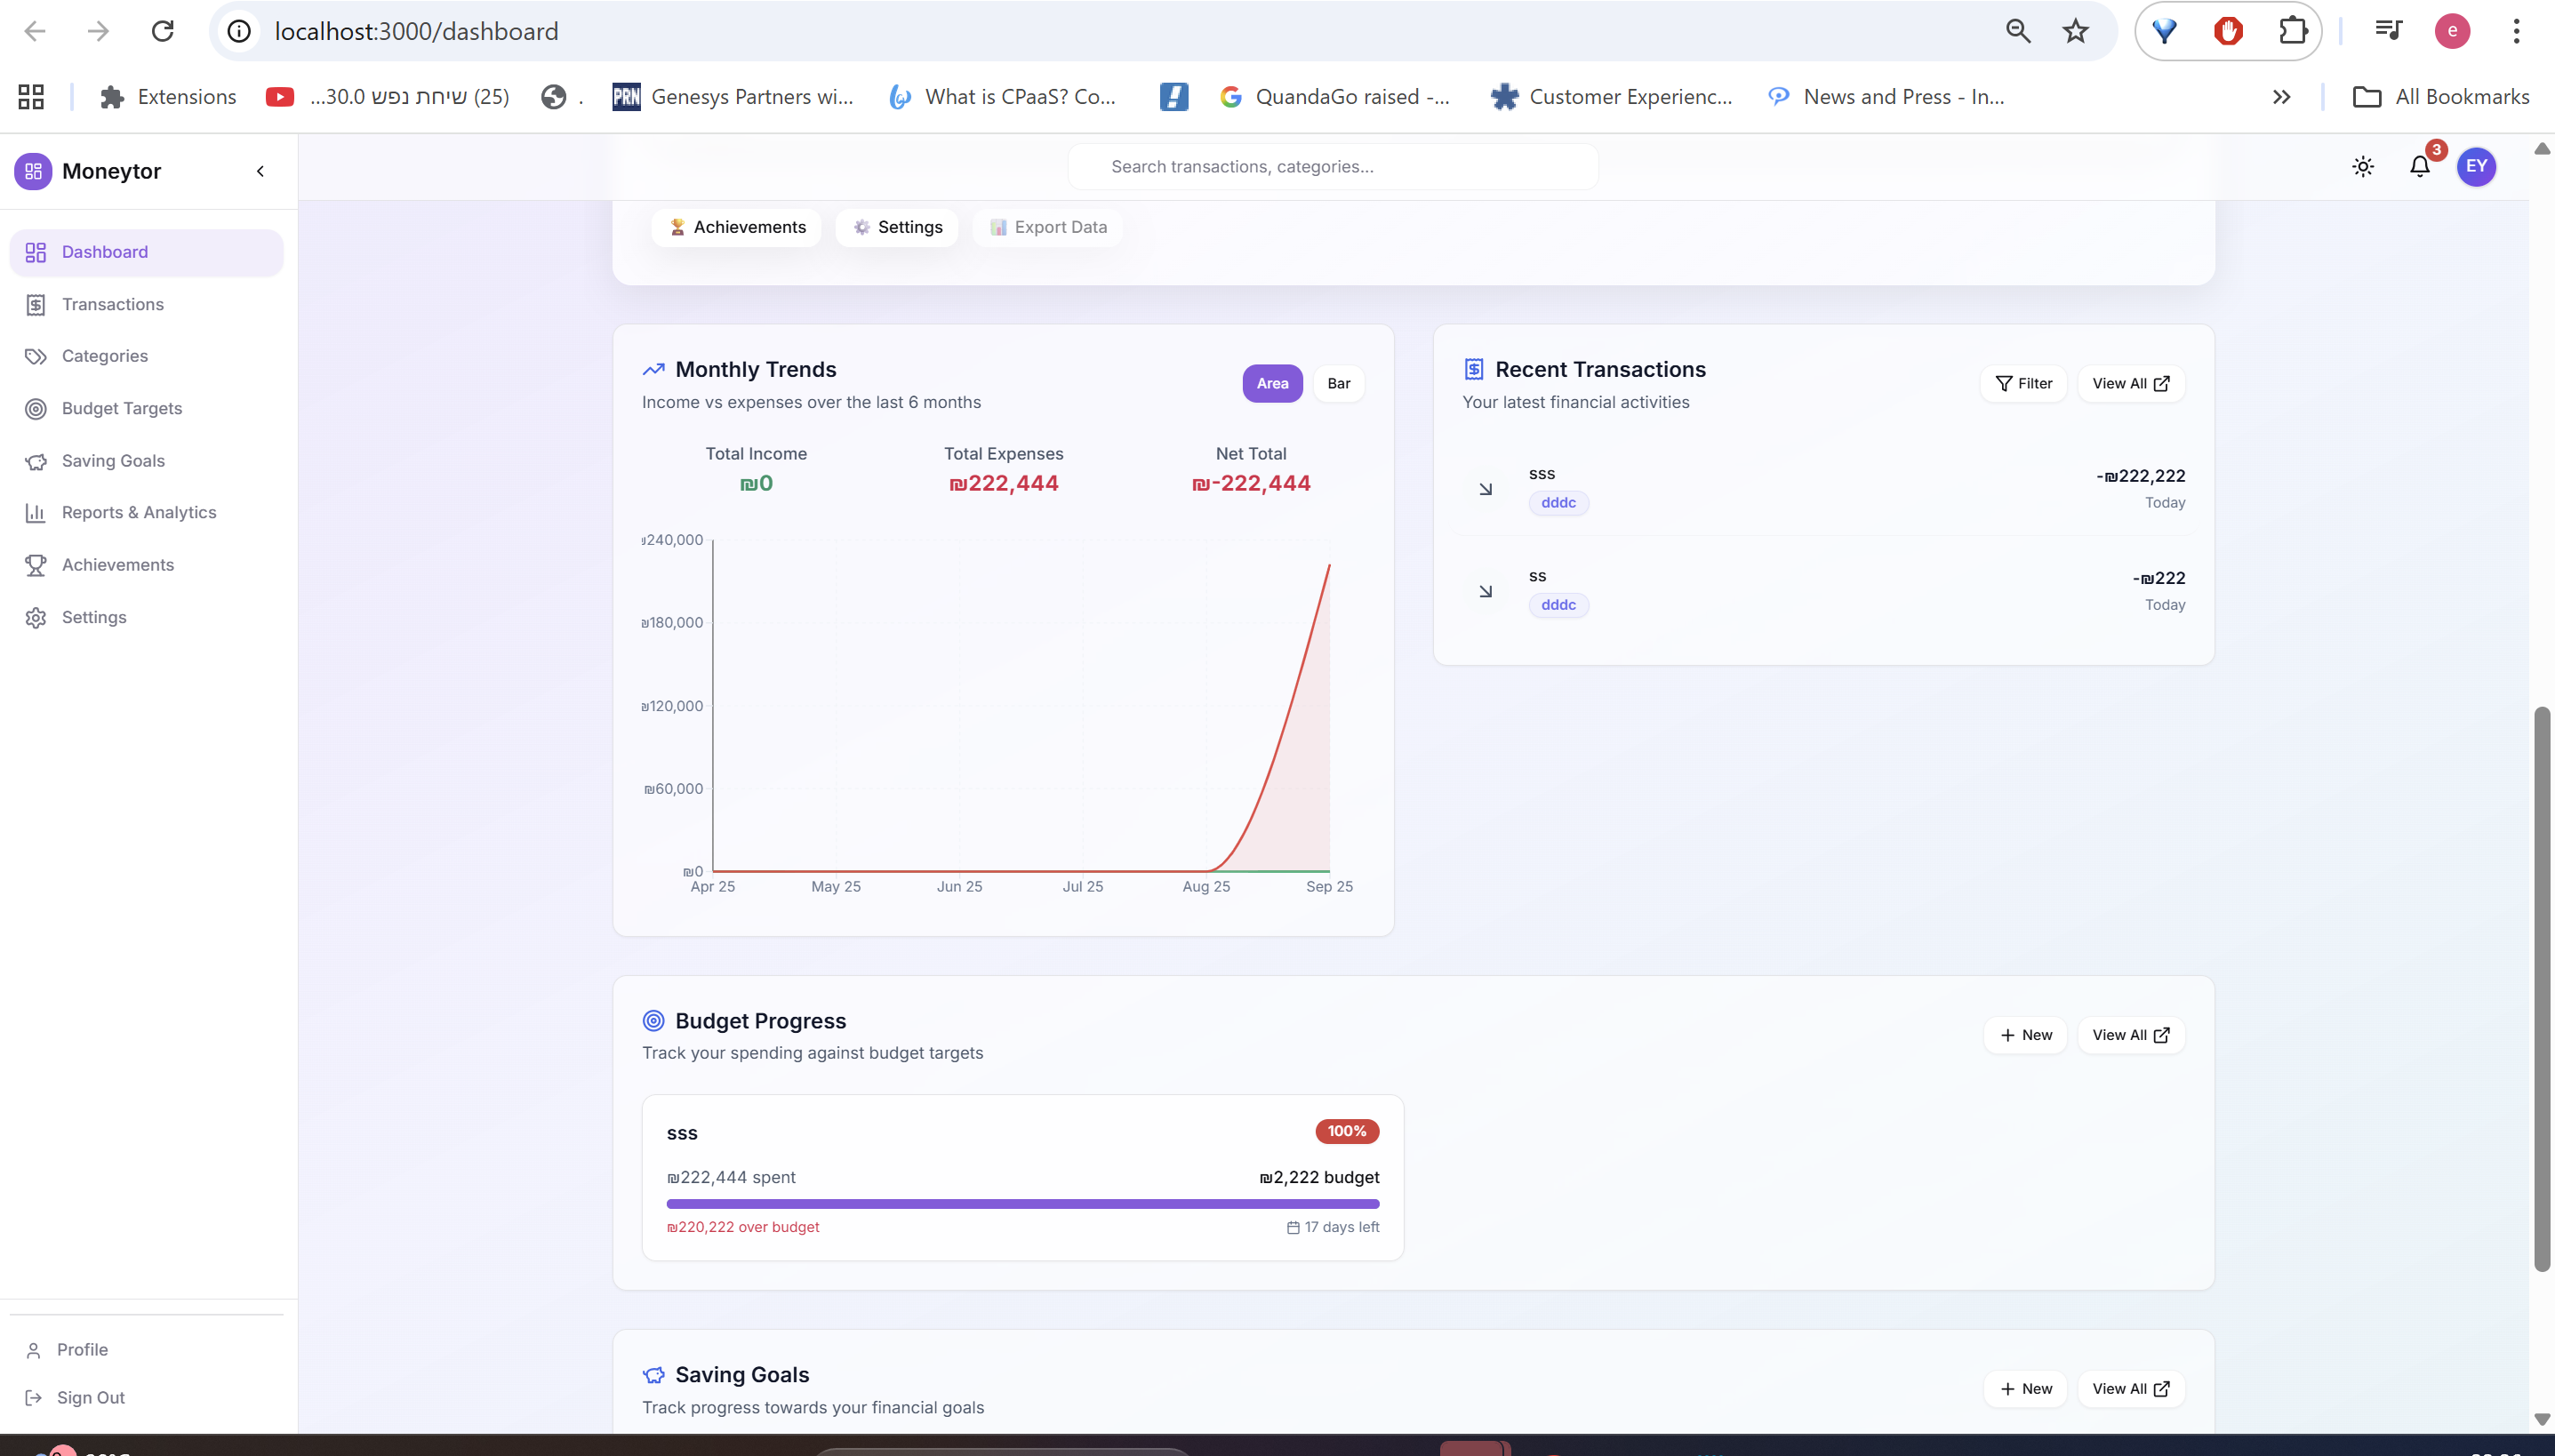 localhost:3000/dashboard
e
Extensions
...30.0 שיחת נפש (25)
.
PRN Genesys Partners wi...
What is CPaaS? Co...
QuandaGo raised -...
Customer Experienc...
News and Press - In...
All Bookmarks
Moneytor
Search transactions, categories...
3
EY
Dashboard
Transactions
Categories
Budget Targets
Saving Goals
Reports & Analytics
Achievements
Settings
Profile
Sign Out
Achievements
Settings
Export Data
Monthly Trends
Income vs expenses over the last 6 months
Area
Bar
Total Income
₪0
Total Expenses
₪222,444
Net Total
₪-222,444
₪240,000
₪180,000
₪120,000
₪60,000
₪0
Apr 25
May 25
Jun 25
Jul 25
Aug 25
Sep 25
Recent Transactions
Your latest financial activities
Filter
View All
sss
dddc
-₪222,222
Today
ss
dddc
-₪222
Today
Budget Progress
Track your spending against budget targets
New
View All
sss
100%
₪222,444 spent
₪2,222 budget
₪220,222 over budget
17 days left
Saving Goals
Track progress towards your financial goals
New
View All